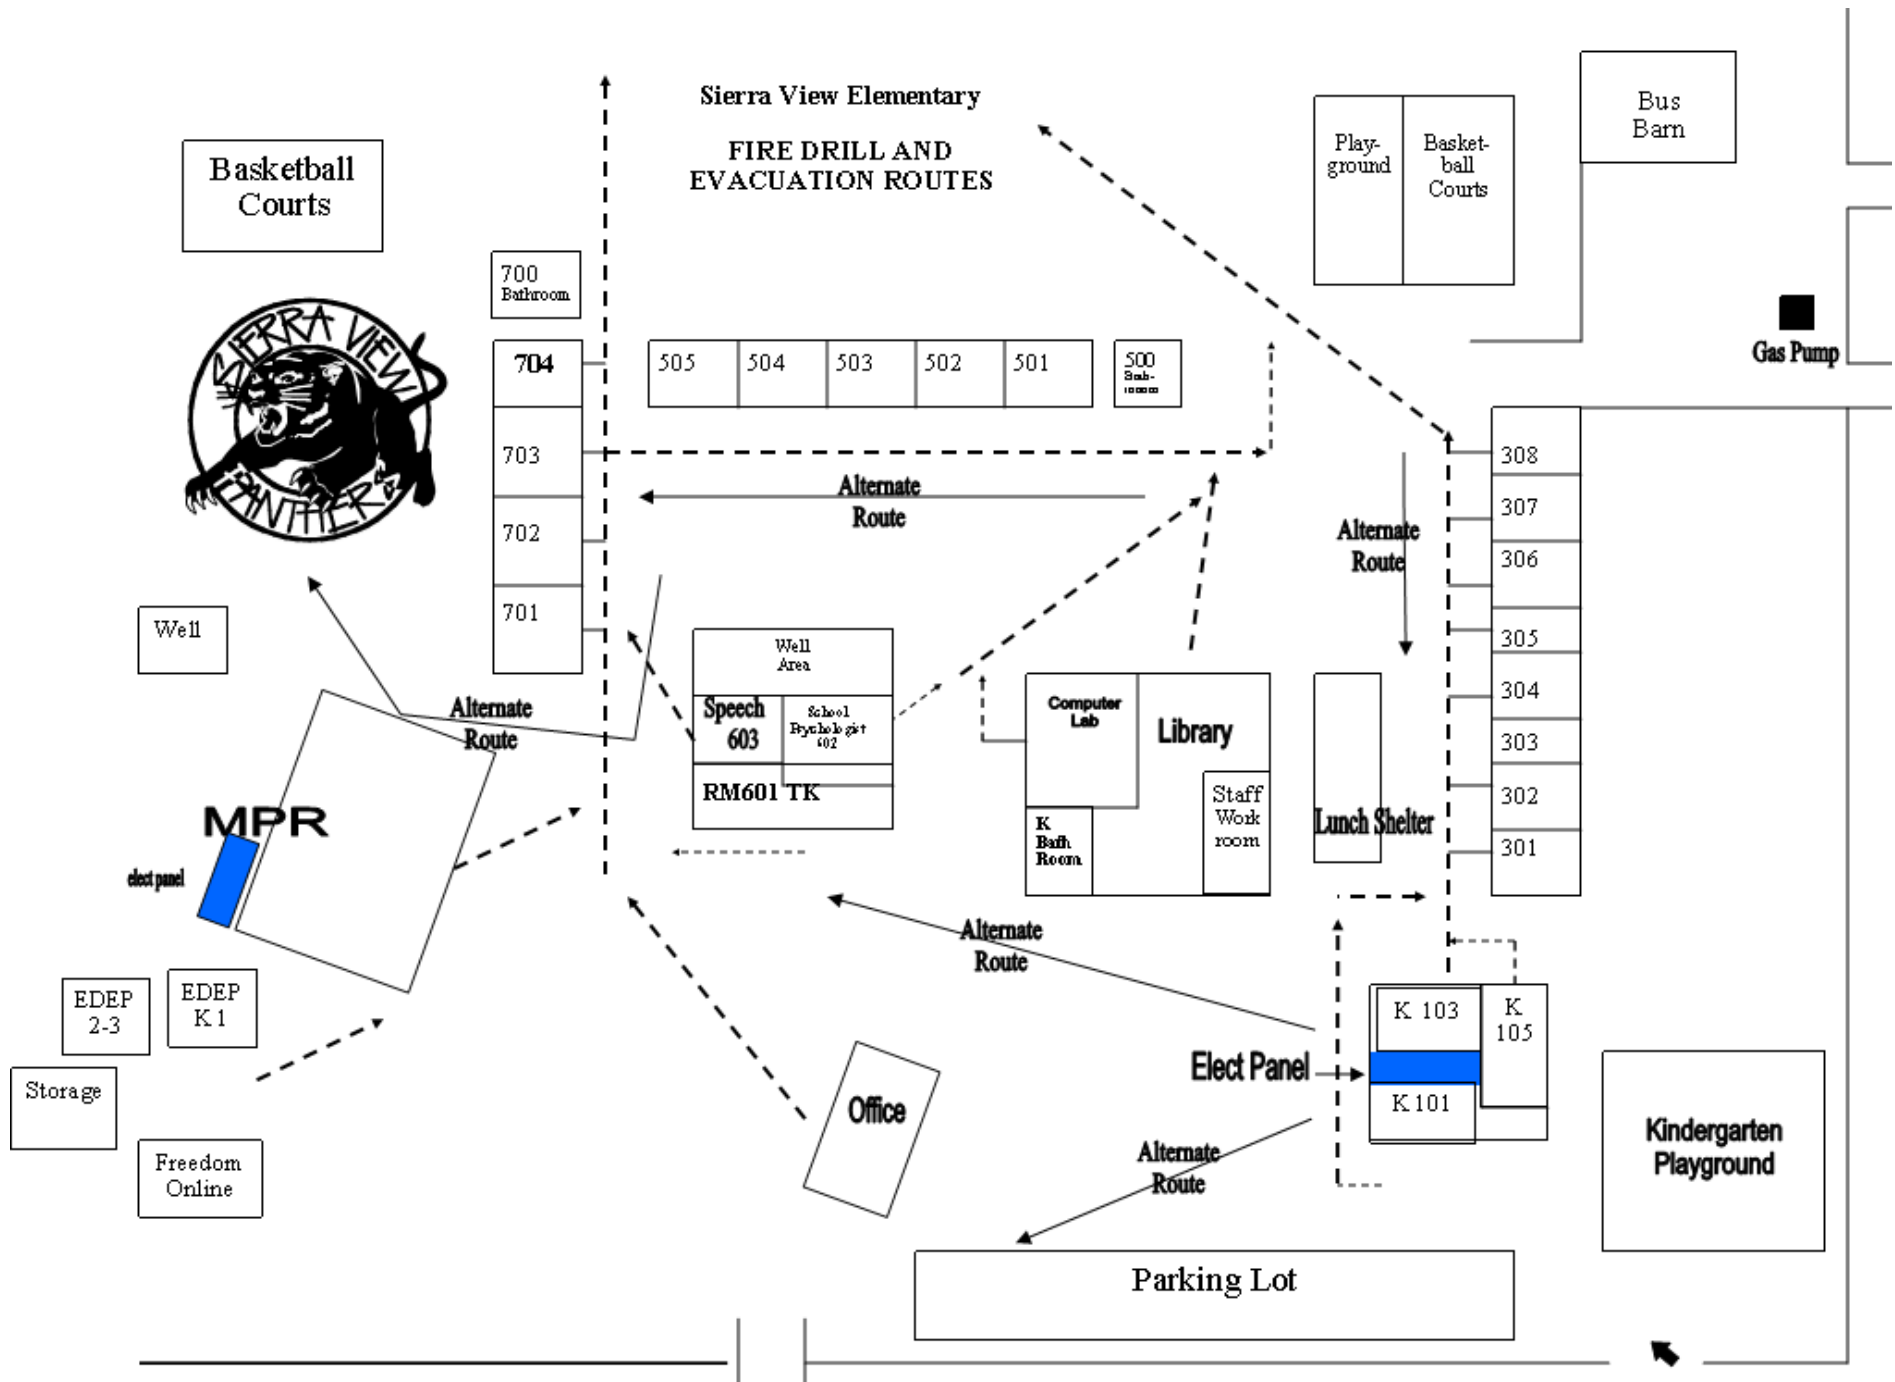 Sierra View Elementary
FIRE DRILL AND
EVACUATION ROUTES
Bus
Barn
Play-
ground
Basket-
ball
Courts
Basketball
Courts
700
Bathroom
SIERRA VIEW
PANTHERS
Gas Pump
704
703
702
701
505
504
503
502
501
500
308
307
306
305
304
303
302
301
Alternate
Route
Alternate
Route
Well
Well
Area
Speech
603
School
Psychologist
602
RM601 TK
Computer
Lab
Library
Staff
Work
room
K
Bath
Room
Lunch Shelter
Alternate
Route
MPR
elect panel
Alternate
Route
EDEP
2-3
EDEP
K1
Storage
Freedom
Online
Office
K 103
K
105
Elect Panel
K101
Alternate
Route
Kindergarten
Playground
Parking Lot